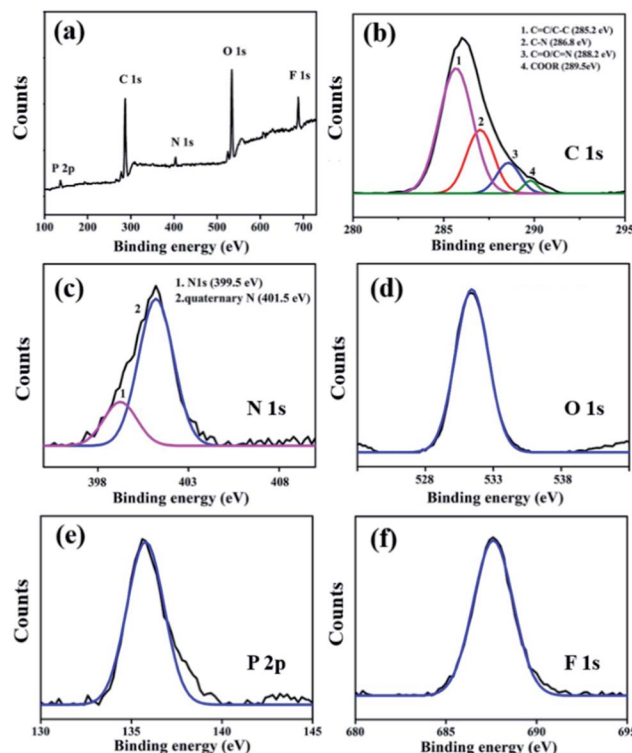 (a)
P 2p
C 1s
N 1s
O 1s
F 1s
Counts
100 200 300 400 500 600 700
Binding energy (eV)
(b)
1. C=C/C-C (285.2 eV)
2. C-N (286.8 eV)
3. C=O/C=N (288.2 eV)
4. COOR (289.5eV)
1
2
3
4
C 1s
Counts
280 285 290 295
Binding energy (eV)
(c)
1. N1s (399.5 eV)
2.quaternary N (401.5 eV)
2
1
N 1s
Counts
398 403 408
Binding energy (eV)
(d)
O 1s
Counts
528 533 538
Binding energy (eV)
(e)
P 2p
Counts
130 135 140 145
Binding energy (eV)
(f)
F 1s
Counts
680 685 690 695
Binding energy (eV)